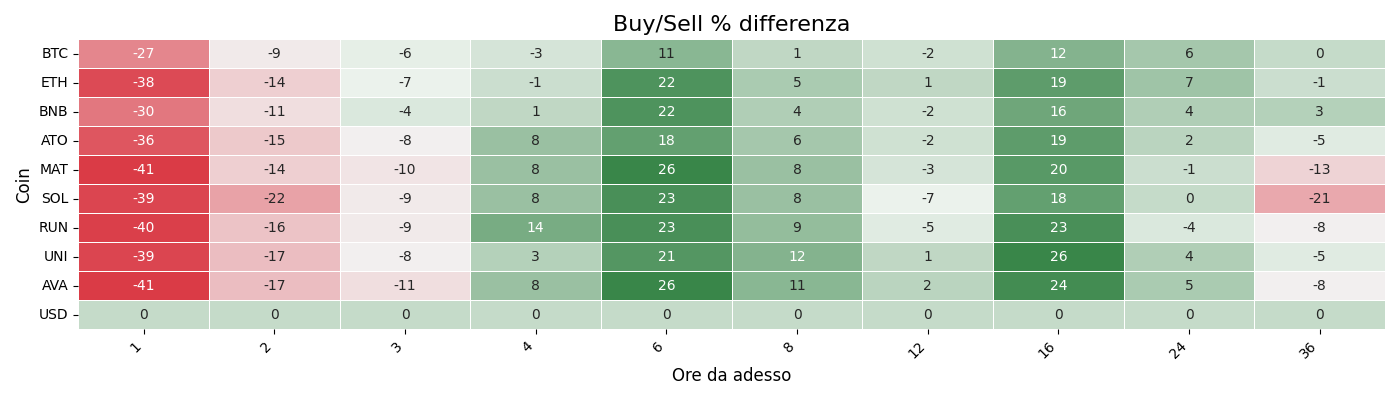 Buy/Sell % differenza
Coin
BTC -27 -9 -6 -3 11 1 -2 12 6 0
ETH -38 -14 -7 -1 22 5 1 19 7 -1
BNB -30 -11 -4 1 22 4 -2 16 4 3
ATO -36 -15 -8 8 18 6 -2 19 2 -5
MAT -41 -14 -10 8 26 8 -3 20 -1 -13
SOL -39 -22 -9 8 23 8 -7 18 0 -21
RUN -40 -16 -9 14 23 9 -5 23 -4 -8
UNI -39 -17 -8 3 21 12 1 26 4 -5
AVA -41 -17 -11 8 26 11 2 24 5 -8
USD 0 0 0 0 0 0 0 0 0 0
1 2 3 4 6 8 12 16 24 36
Ore da adesso